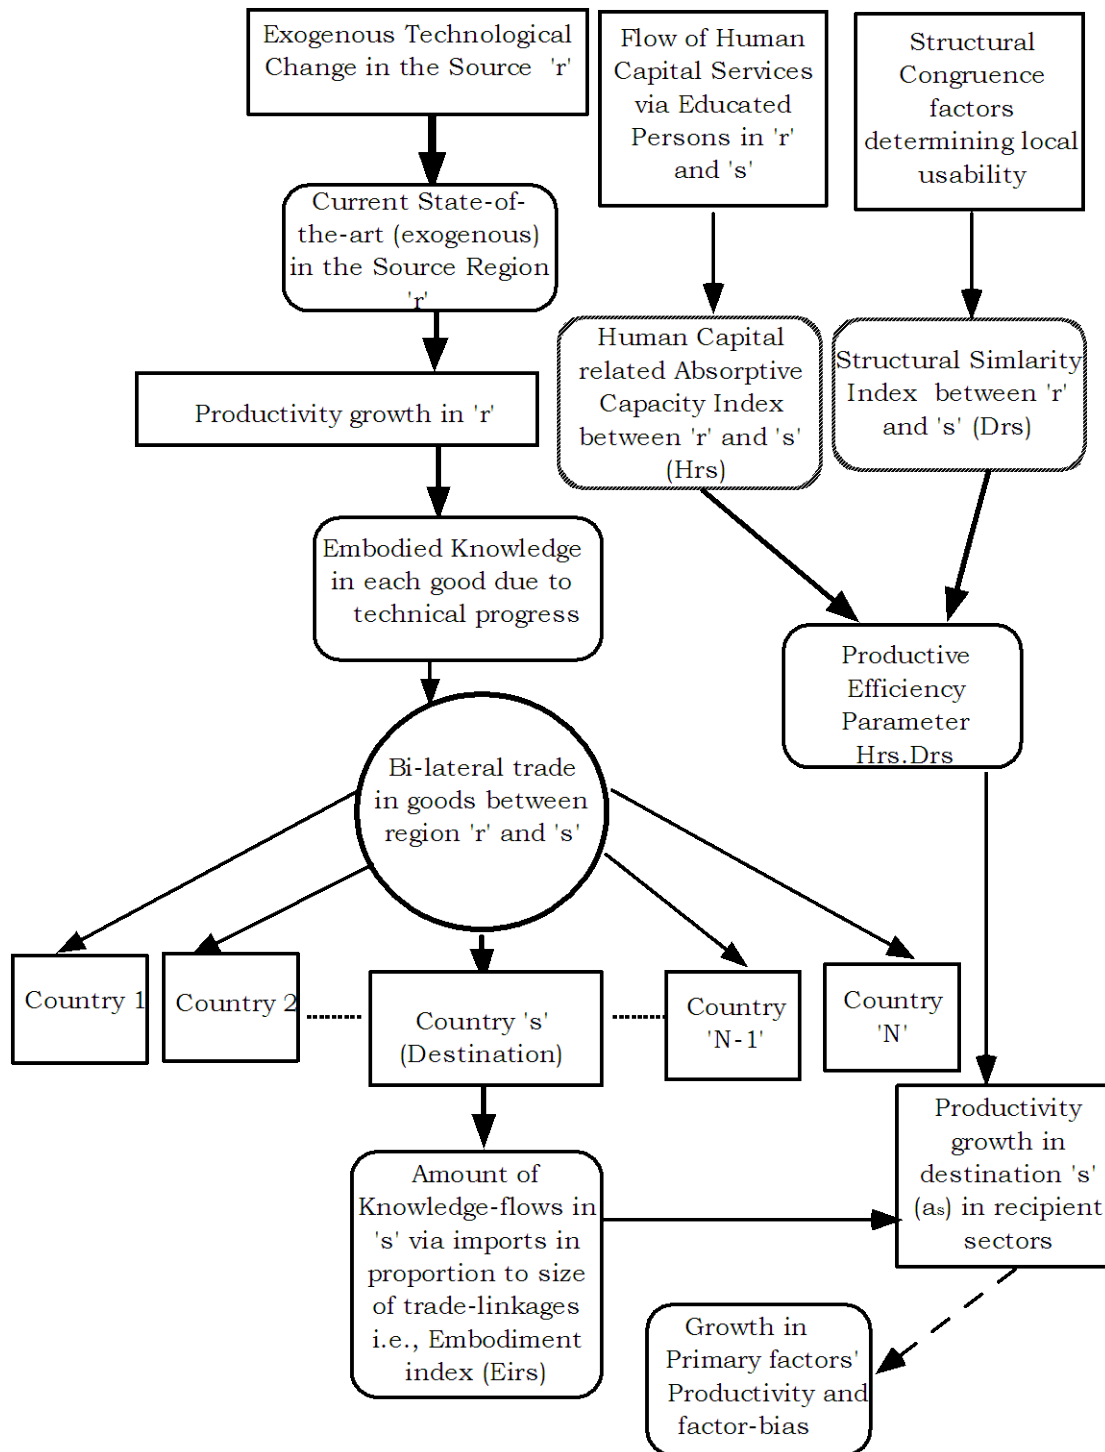 Exogenous Technological
Change in the Source 'r'
Flow of Human
Capital Services
via Educated
Persons in 'r'
and 's'
Structural
Congruence
factors
determining local
usability
Current State-of-
the-art (exogenous)
in the Source Region
'r'
Productivity growth in 'r'
Human Capital
related Absorptive
Capacity Index
between 'r' and 's'
(Hrs)
Structural Simlarity
Index between 'r'
and 's' (Drs)
Embodied Knowledge
in each good due to
technical progress
Productive
Efficiency
Parameter
Hrs.Drs
Bi-lateral trade
in goods between
region 'r' and 's'
Country 1
Country 2
Country 's'
(Destination)
Country
'N-1'
Country
'N'
Amount of
Knowledge-flows in
's' via imports in
proportion to size
of trade-linkages
i.e., Embodiment
index (Eirs)
Productivity
growth in
destination 's'
(as) in recipient
sectors
Growth in
Primary factors'
Productivity and
factor-bias